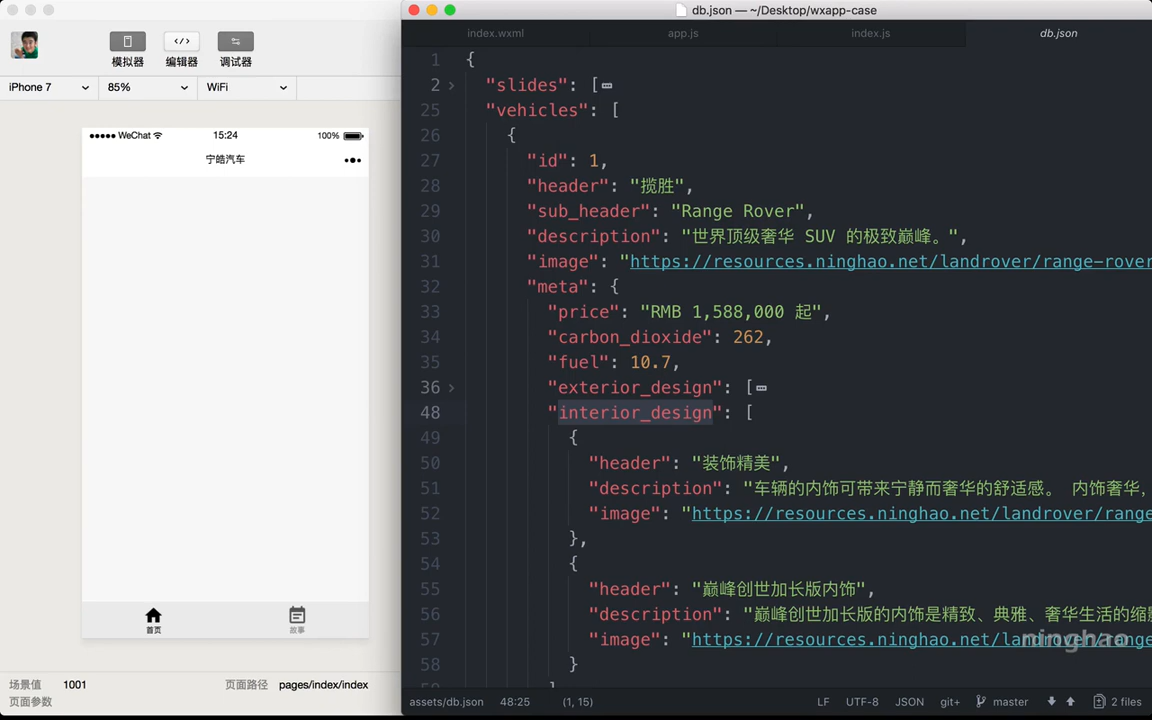 模拟器 编辑器 调试器
iPhone 7 85% WiFi
WeChat 15:24 100%
宁皓汽车
首页 故事
场景值 1001 页面路径 pages/index/index
页面参数
db.json — ~/Desktop/wxapp-case
index.wxml app.js index.js db.json
1 {
2 "slides": [
25 "vehicles": [
26 {
27 "id": 1,
28 "header": "揽胜",
29 "sub_header": "Range Rover",
30 "description": "世界顶级奢华 SUV 的极致巅峰。",
31 "image": "https://resources.ninghao.net/landrover/range-rover
32 "meta": {
33 "price": "RMB 1,588,000 起",
34 "carbon_dioxide": 262,
35 "fuel": 10.7,
36 "exterior_design": [
48 "interior_design": [
49 {
50 "header": "装饰精美",
51 "description": "车辆的内饰可带来宁静而奢华的舒适感。 内饰奢华，
52 "image": "https://resources.ninghao.net/landrover/range
53 },
54 {
55 "header": "巅峰创世加长版内饰",
56 "description": "巅峰创世加长版的内饰是精致、典雅、奢华生活的缩影
57 "image": "https://resources.ninghao.net/landrover/range
58 }
ninghao
assets/db.json 48:25 (1, 15) LF UTF-8 JSON git+ master 2 files